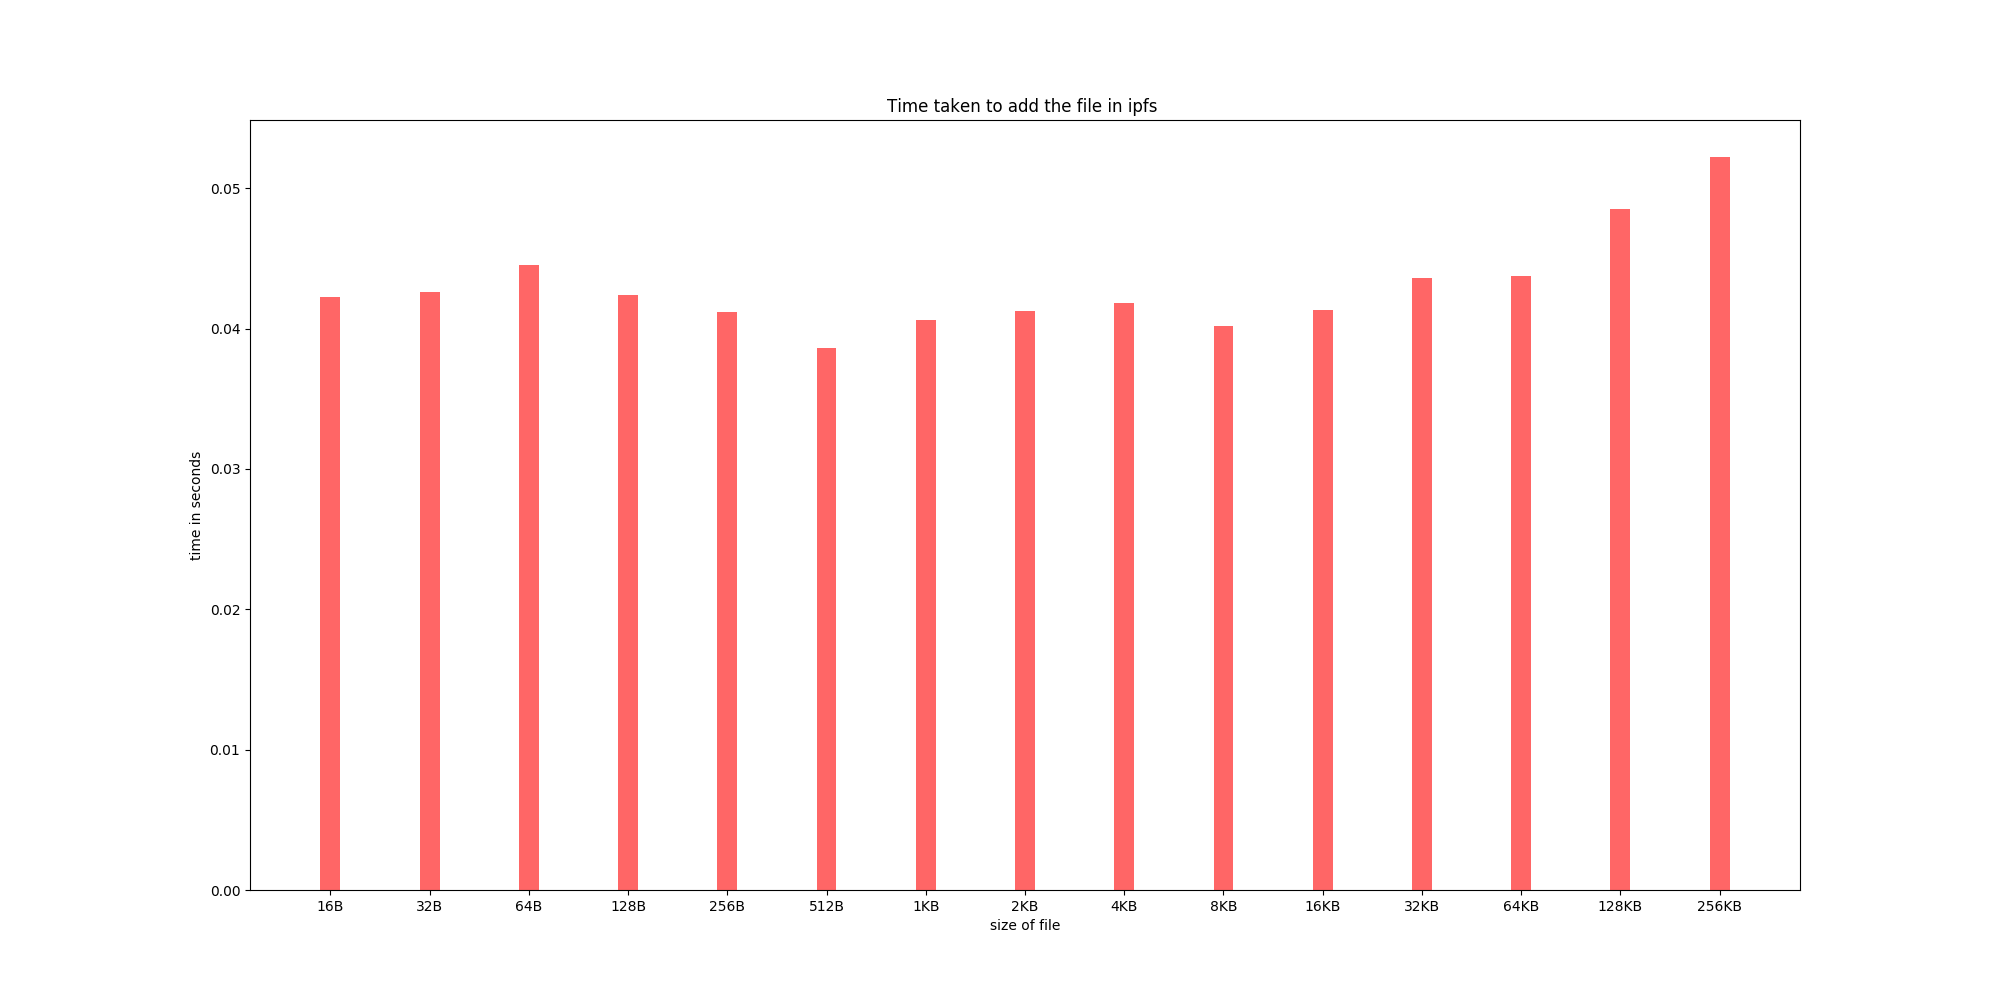 Time taken to add the file in ipfs
0.05
0.04
0.03
0.02
0.01
0.00
time in seconds
16B 32B 64B 128B 256B 512B 1KB 2KB 4KB 8KB 16KB 32KB 64KB 128KB 256KB
size of file